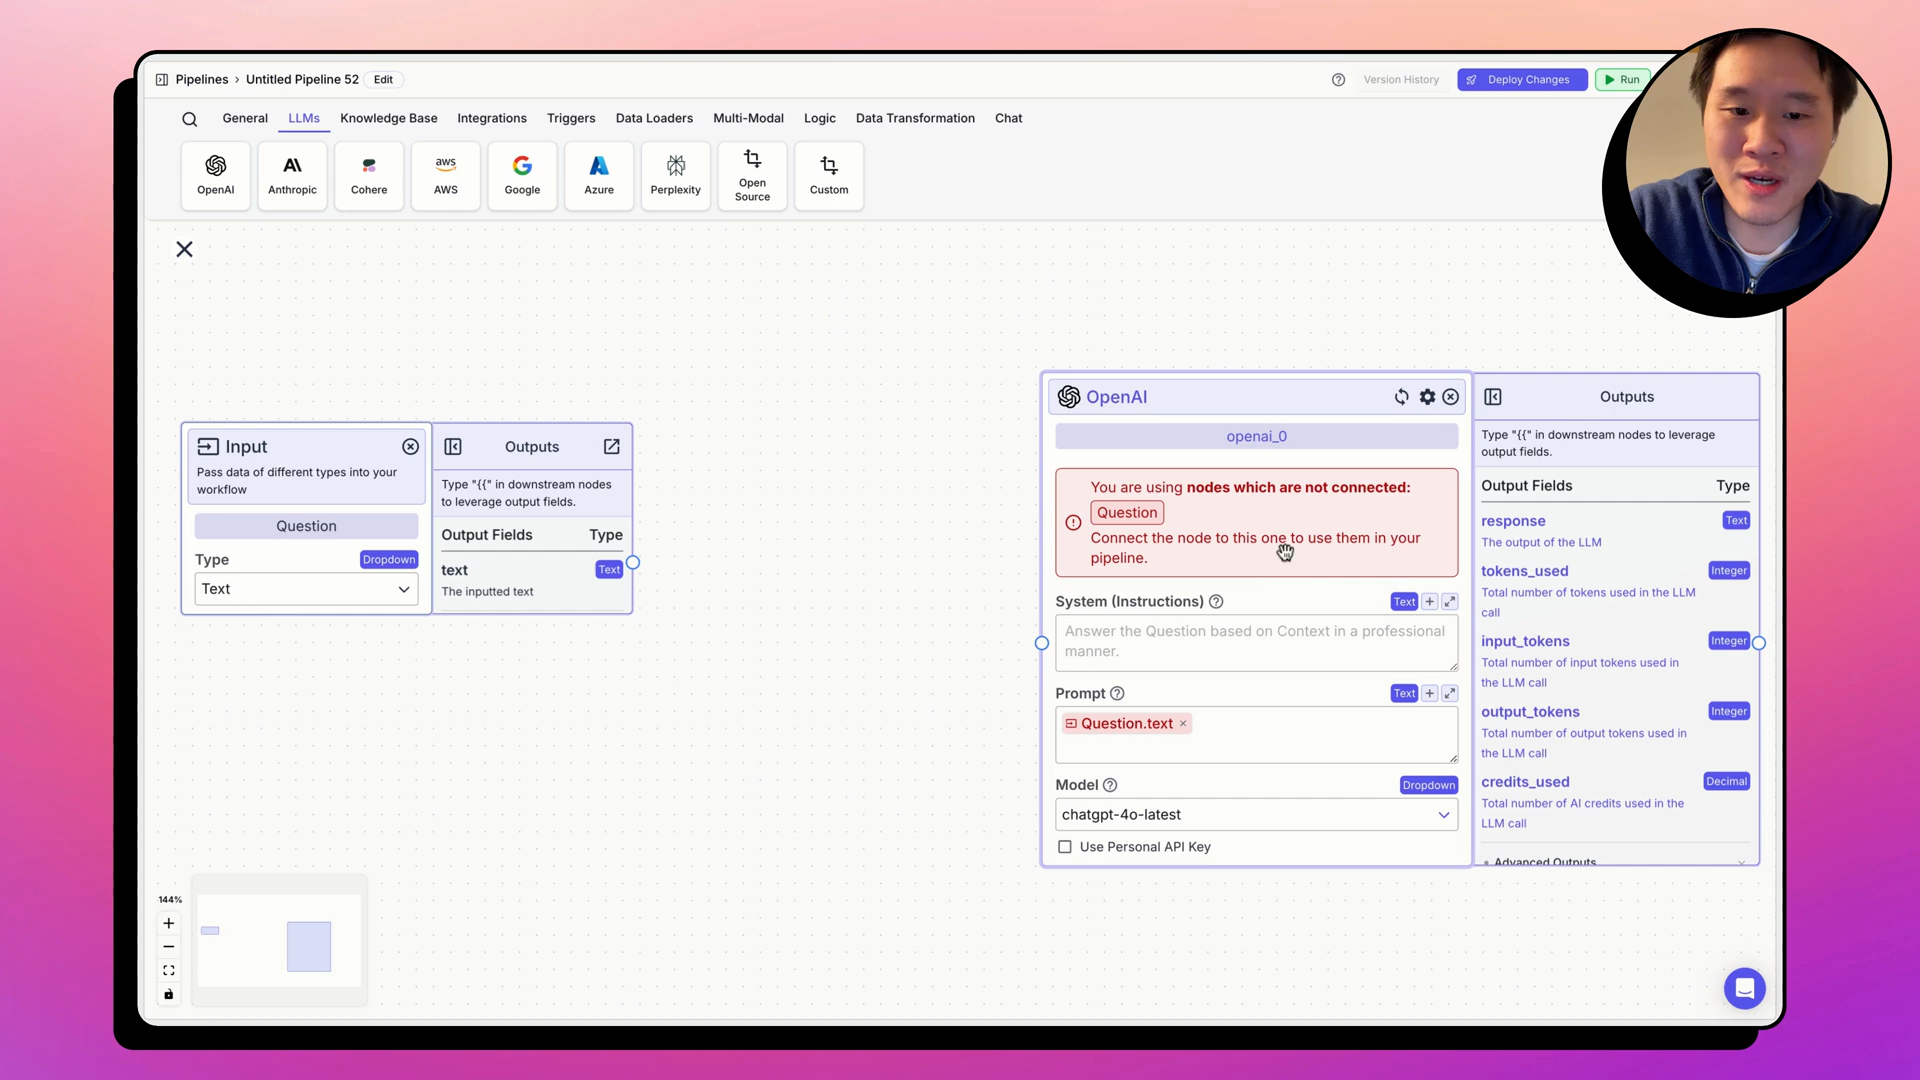 Pipelines › Untitled Pipeline 52 Edit
Version History Deploy Changes Run
General LLMs Knowledge Base Integrations Triggers Data Loaders Multi-Modal Logic Data Transformation Chat
OpenAI
Anthropic
Cohere
aws
AWS
Google
Azure
Perplexity
Open
Source
Custom
Input
Pass data of different types into your
workflow
Question
Type Dropdown
Text
Outputs
Type "{{" in downstream nodes
to leverage output fields.
Output Fields Type
text Text
The inputted text
OpenAI
openai_0
You are using nodes which are not connected:
Question
Connect the node to this one to use them in your
pipeline.
System (Instructions) Text
Answer the Question based on Context in a professional
manner.
Prompt Text
Question.text ×
Model Dropdown
chatgpt-4o-latest
Use Personal API Key
Outputs
Type "{{" in downstream nodes to leverage
output fields.
Output Fields Type
response Text
The output of the LLM
tokens_used Integer
Total number of tokens used in the LLM
call
input_tokens Integer
Total number of input tokens used in
the LLM call
output_tokens Integer
Total number of output tokens used in
the LLM call
credits_used Decimal
Total number of AI credits used in the
LLM call
Advanced Outputs
144%